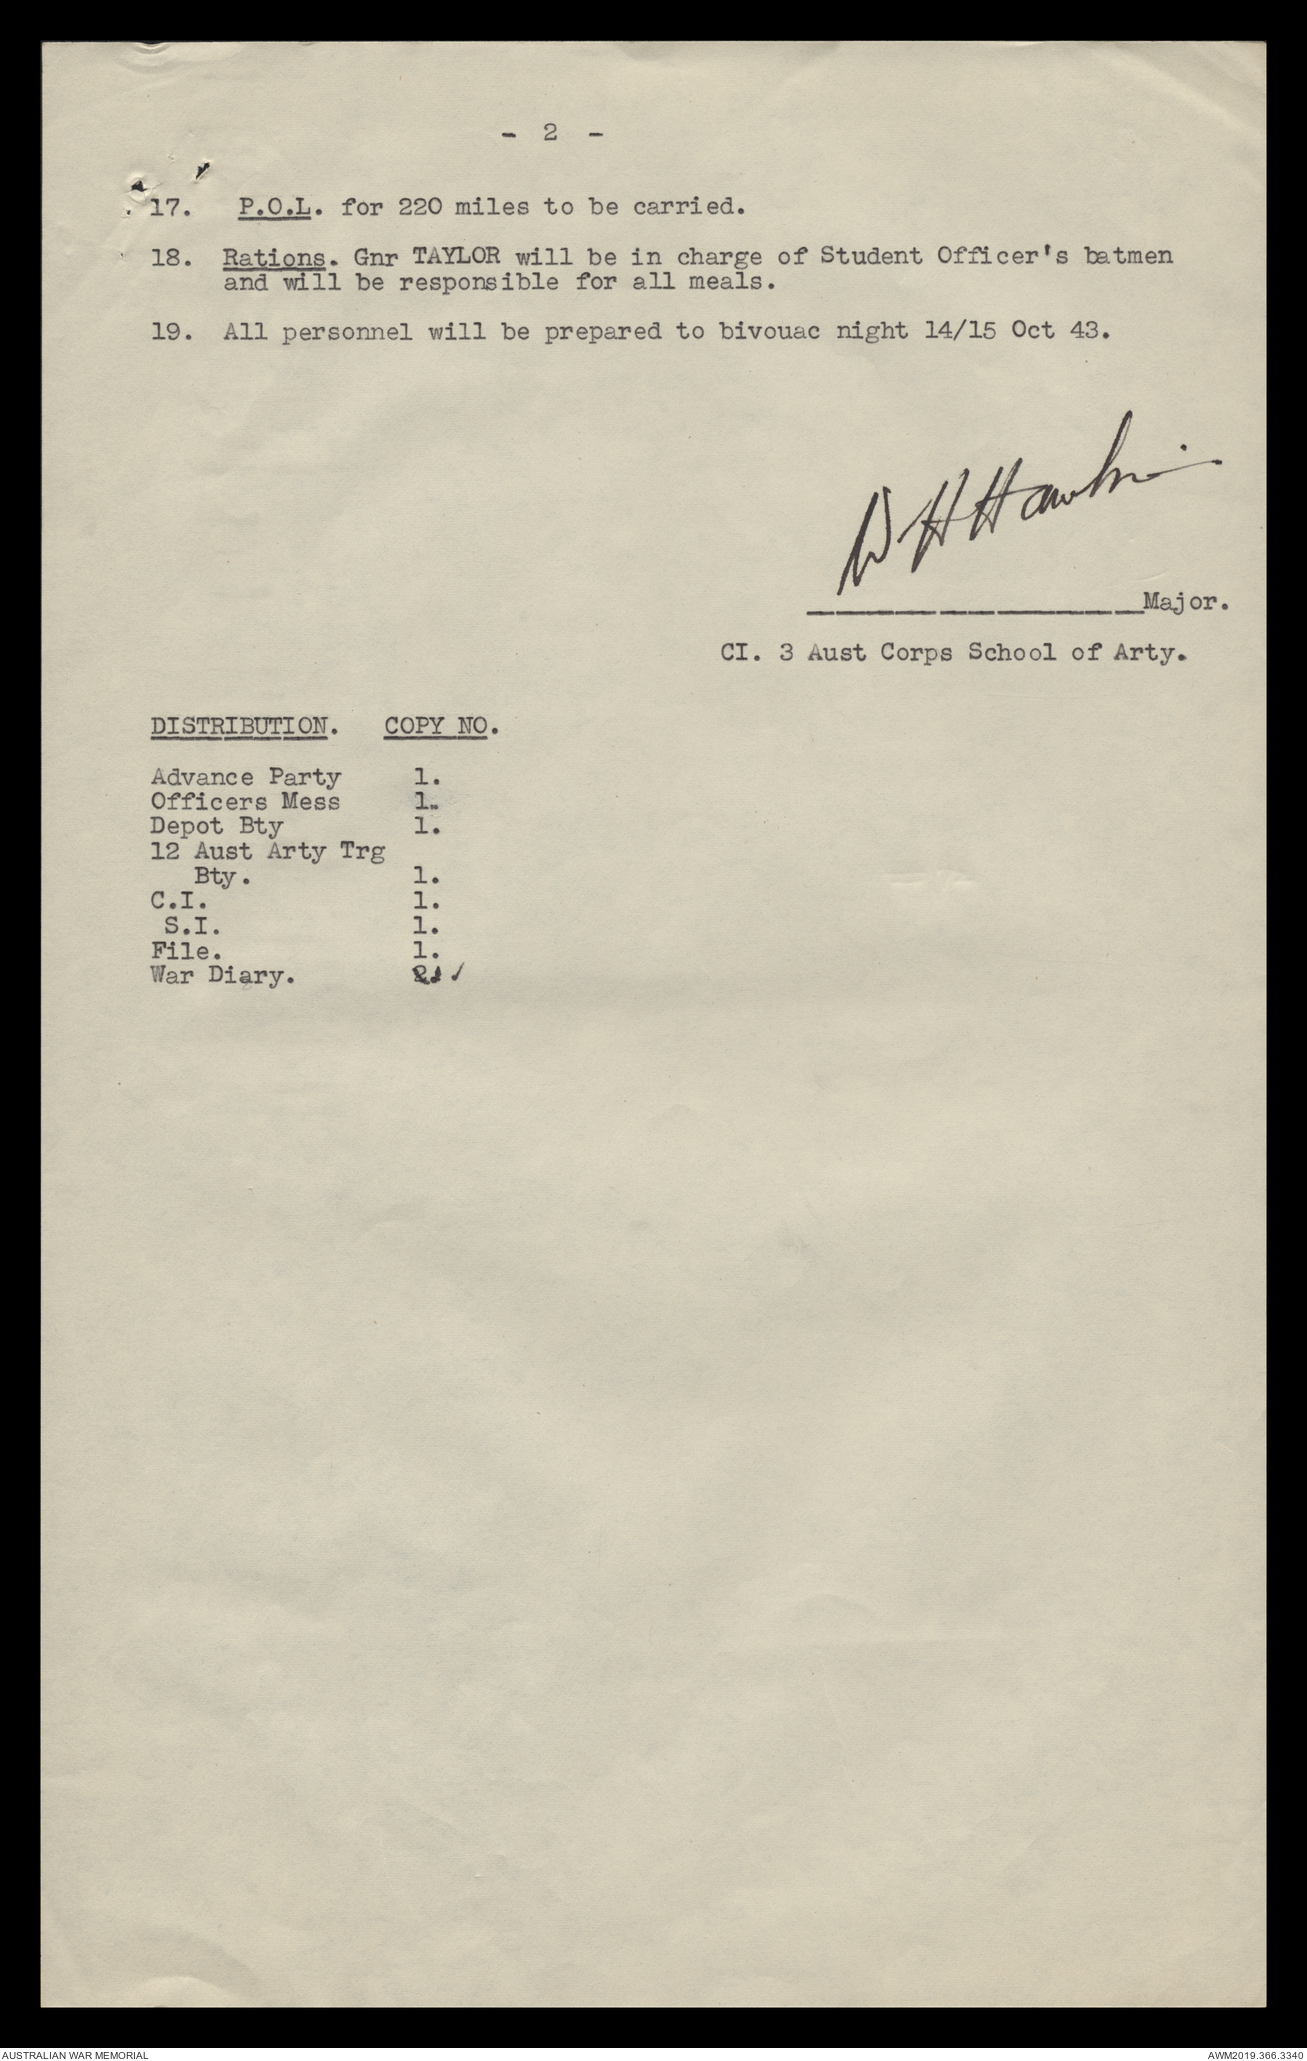 - 2 -
17. P.O.L. for 220 miles to be carried.
18. Rations. Gnr TAYLOR will be in charge of Student Officer's batmen
and will be responsible for all meals.
19. All personnel will be prepared to bivouac night 14/15 Oct 43.
D H Hawkins
Major.
CI. 3 Aust Corps School of Arty.
DISTRIBUTION. COPY NO.
Advance Party 1.
Officers Mess 1.
Depot Bty 1.
12 Aust Arty Trg
Bty. 1.
C.I. 1.
S.I. 1.
File. 1.
War Diary. ✓
AUSTRALIAN WAR MEMORIAL
AWM2019.366.3340